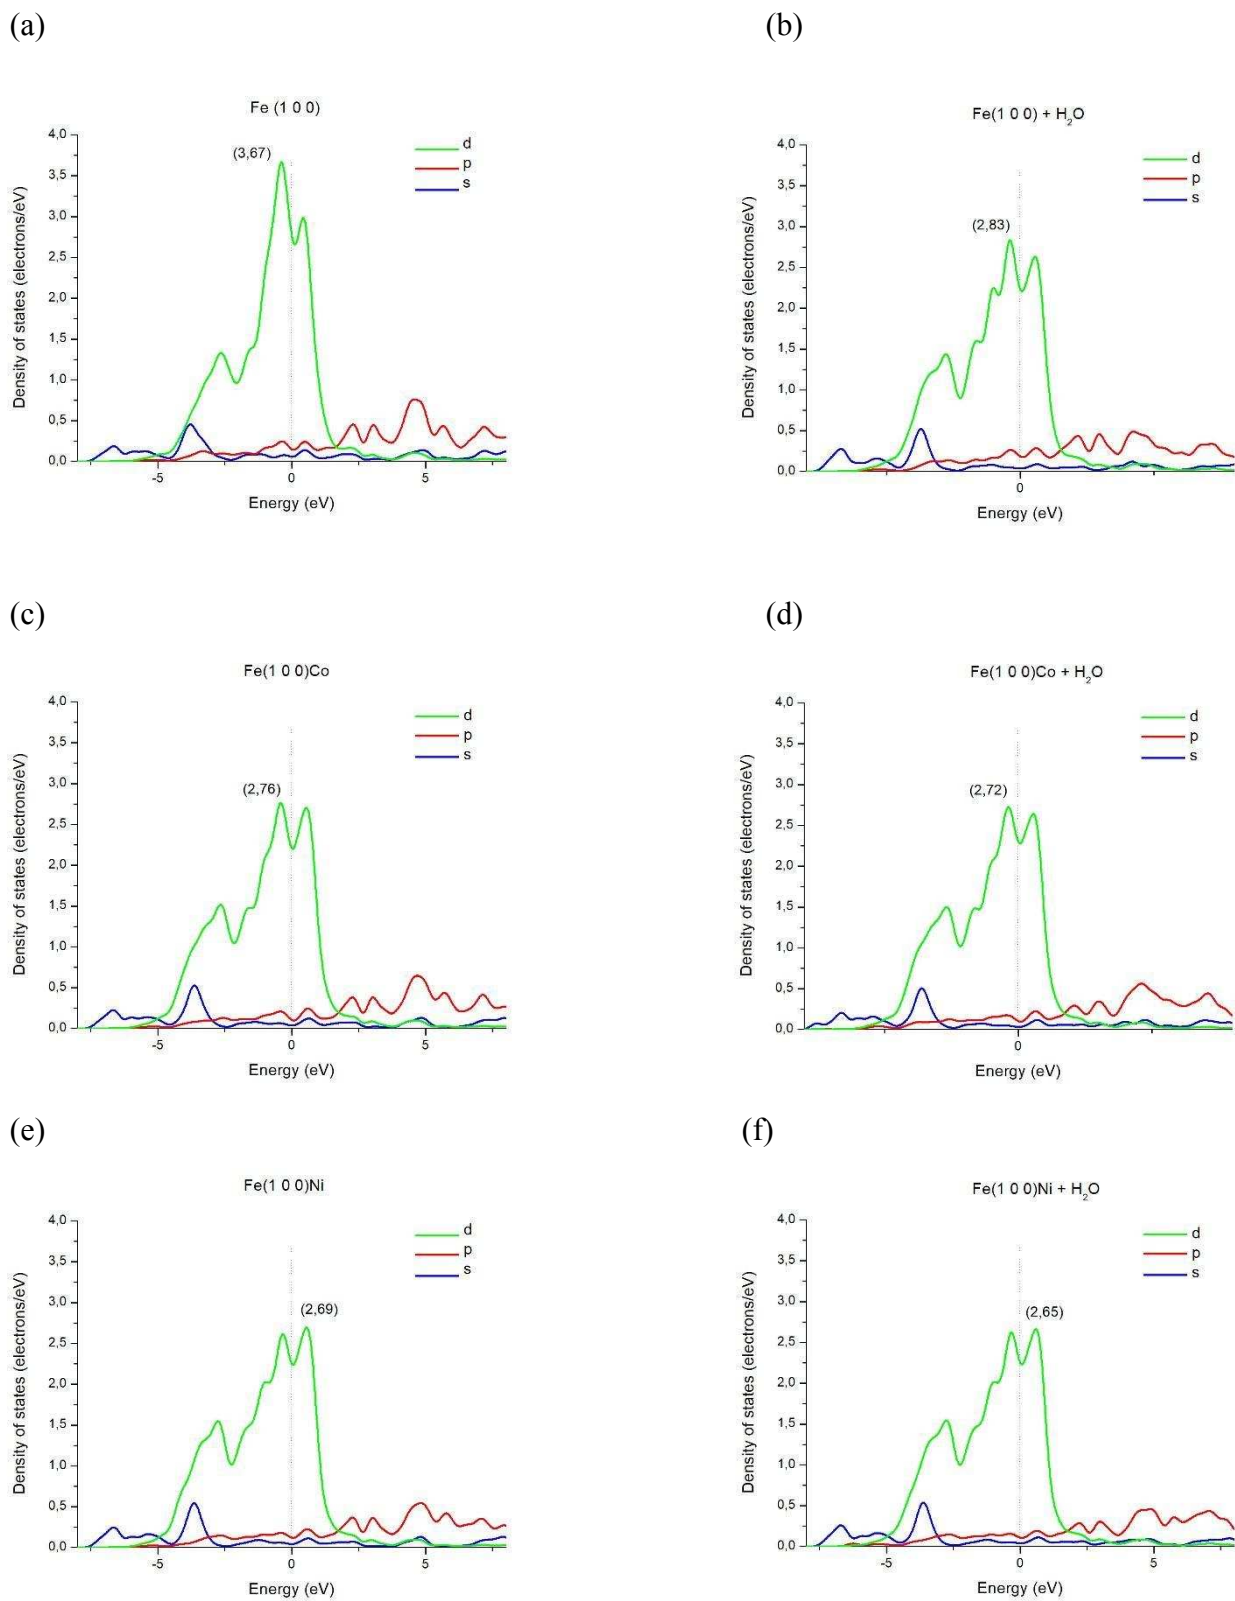 (a)
Fe (1 0 0)
4,0
3,5
3,0
2,5
2,0
1,5
1,0
0,5
0,0
Density of states (electrons/eV)
(3,67)
d
p
s
-5
0
5
Energy (eV)
(b)
Fe(1 0 0) + H₂O
4,0
3,5
3,0
2,5
2,0
1,5
1,0
0,5
0,0
Density of states (electrons/eV)
(2,83)
d
p
s
0
Energy (eV)
(c)
Fe(1 0 0)Co
4,0
3,5
3,0
2,5
2,0
1,5
1,0
0,5
0,0
Density of states (electrons/eV)
(2,76)
d
p
s
-5
0
5
Energy (eV)
(d)
Fe(1 0 0)Co + H₂O
4,0
3,5
3,0
2,5
2,0
1,5
1,0
0,5
0,0
Density of states (electrons/eV)
(2,72)
d
p
s
0
Energy (eV)
(e)
Fe(1 0 0)Ni
4,0
3,5
3,0
2,5
2,0
1,5
1,0
0,5
0,0
Density of states (electrons/eV)
(2,69)
d
p
s
-5
0
5
Energy (eV)
(f)
Fe(1 0 0)Ni + H₂O
4,0
3,5
3,0
2,5
2,0
1,5
1,0
0,5
0,0
Density of states (electrons/eV)
(2,65)
d
p
s
-5
0
5
Energy (eV)